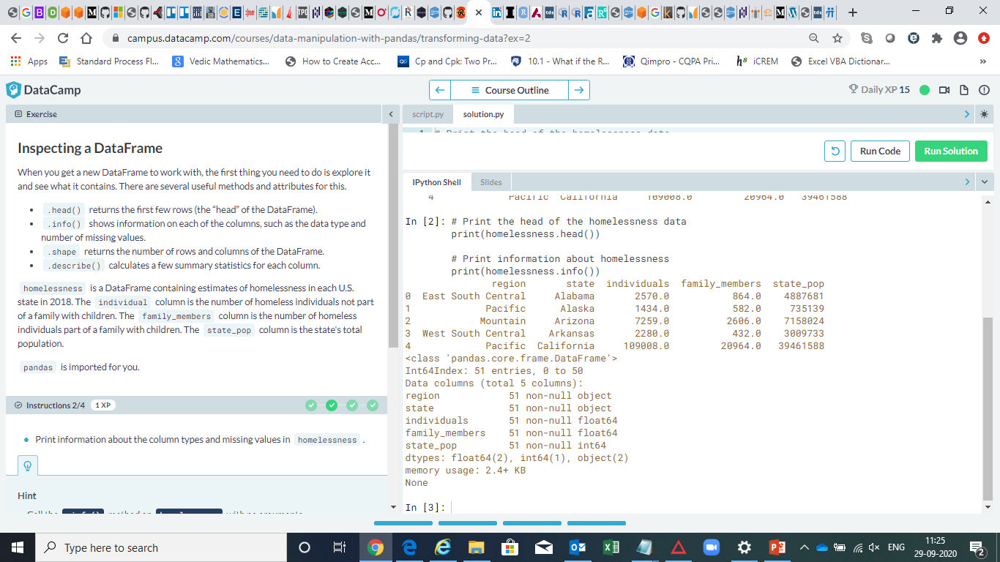 campus.datacamp.com/courses/data-manipulation-with-pandas/transforming-data?ex=2
Apps
Standard Process Fl...
Vedic Mathematics...
How to Create Acc...
Cp and Cpk: Two Pr...
10.1 - What if the R...
Qimpro - CQPA Pri...
iCREM
Excel VBA Dictionar...
»
DataCamp
Course Outline
Daily XP 15
Exercise
script.py
solution.py
Inspecting a DataFrame
When you get a new DataFrame to work with, the first thing you need to do is explore it
and see what it contains. There are several useful methods and attributes for this.
• .head() returns the first few rows (the “head” of the DataFrame).
• .info() shows information on each of the columns, such as the data type and
number of missing values.
• .shape returns the number of rows and columns of the DataFrame.
• .describe() calculates a few summary statistics for each column.
homelessness is a DataFrame containing estimates of homelessness in each U.S.
state in 2018. The individual column is the number of homeless individuals not part
of a family with children. The family_members column is the number of homeless
individuals part of a family with children. The state_pop column is the state's total
population.
pandas is imported for you.
Instructions 2/4 1 XP
• Print information about the column types and missing values in homelessness .
Hint
1 # Print the head of the homelessness data
Run Code
Run Solution
IPython Shell
Slides
4 Pacific California 109008.0 20964.0 39461588
In [2]: # Print the head of the homelessness data
print(homelessness.head())
# Print information about homelessness
print(homelessness.info())
region state individuals family_members state_pop
0 East South Central Alabama 2570.0 864.0 4887681
1 Pacific Alaska 1434.0 582.0 735139
2 Mountain Arizona 7259.0 2606.0 7158024
3 West South Central Arkansas 2280.0 432.0 3009733
4 Pacific California 109008.0 20964.0 39461588
<class 'pandas.core.frame.DataFrame'>
Int64Index: 51 entries, 0 to 50
Data columns (total 5 columns):
region 51 non-null object
state 51 non-null object
individuals 51 non-null float64
family_members 51 non-null float64
state_pop 51 non-null int64
dtypes: float64(2), int64(1), object(2)
memory usage: 2.4+ KB
None
In [3]:
Type here to search
ENG
11:25
29-09-2020
2